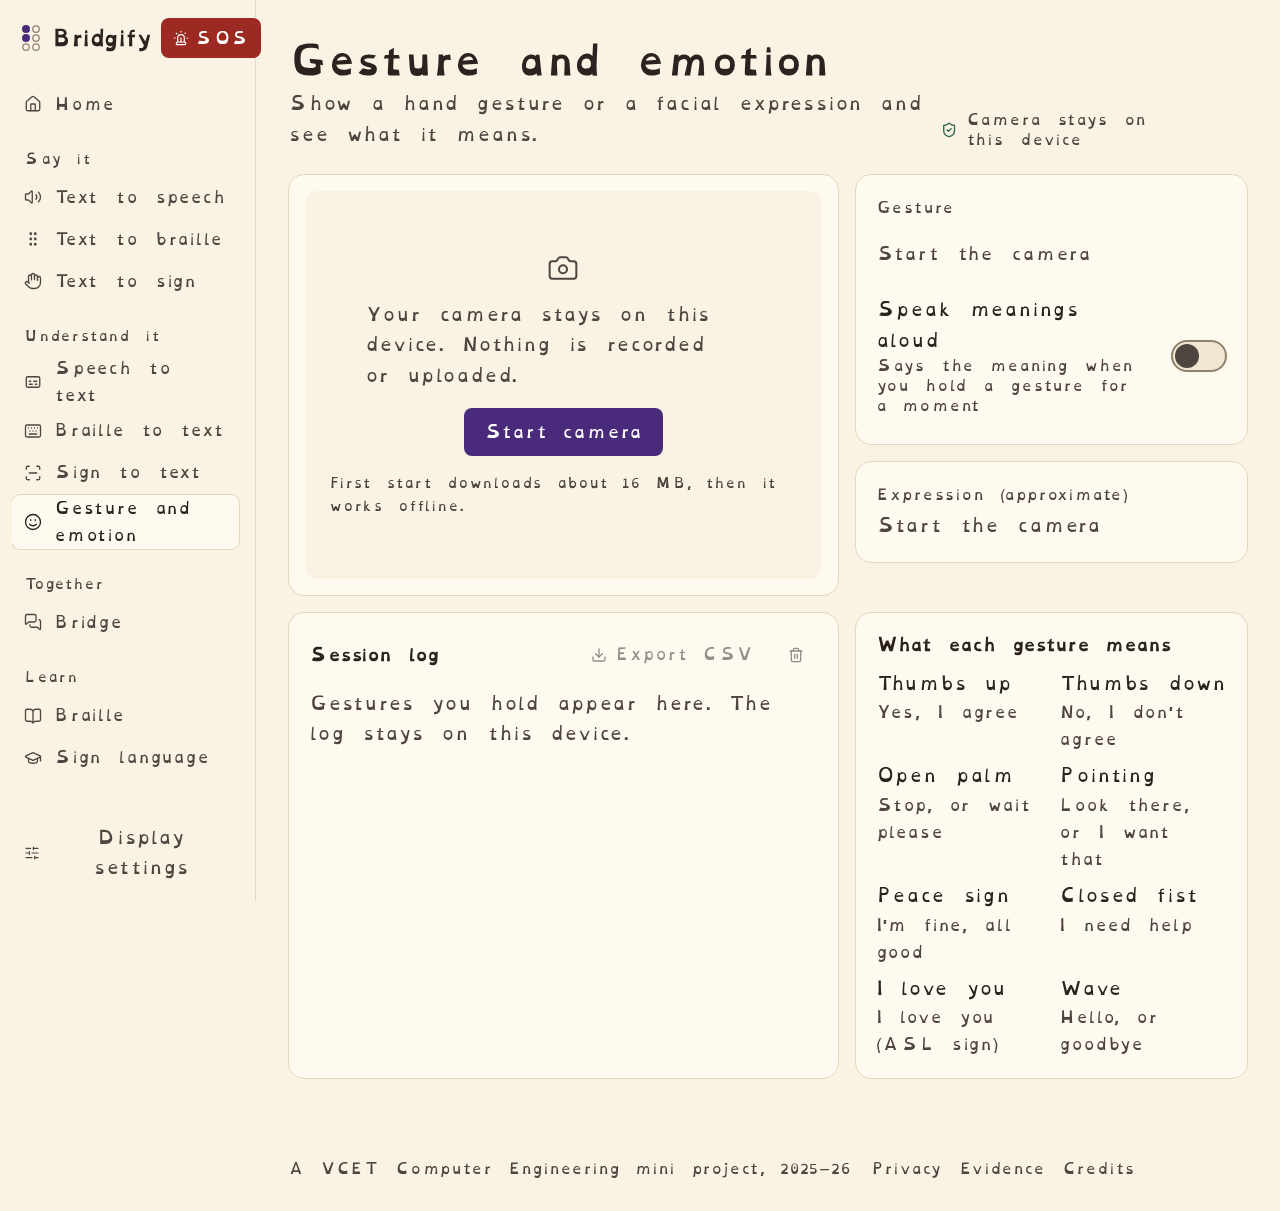 Bridgify
SOS
Home
Say it
Text to speech
Text to braille
Text to sign
Understand it
Speech to
text
Braille to text
Sign to text
Gesture and
emotion
Together
Bridge
Learn
Braille
Sign language
Display
settings
Gesture and emotion
Show a hand gesture or a facial expression and
see what it means.
Camera stays on
this device
Your camera stays on this
device. Nothing is recorded
or uploaded.
Start camera
First start downloads about 16 MB, then it
works offline.
Gesture
Start the camera
Speak meanings
aloud
Says the meaning when
you hold a gesture for
a moment
Expression (approximate)
Start the camera
Session log
Export CSV
Gestures you hold appear here. The
log stays on this device.
What each gesture means
Thumbs up
Yes, I agree
Thumbs down
No, I don't
agree
Open palm
Stop, or wait
please
Pointing
Look there,
or I want
that
Peace sign
I'm fine, all
good
Closed fist
I need help
I love you
I love you
(ASL sign)
Wave
Hello, or
goodbye
A VCET Computer Engineering mini project, 2025–26 Privacy Evidence Credits